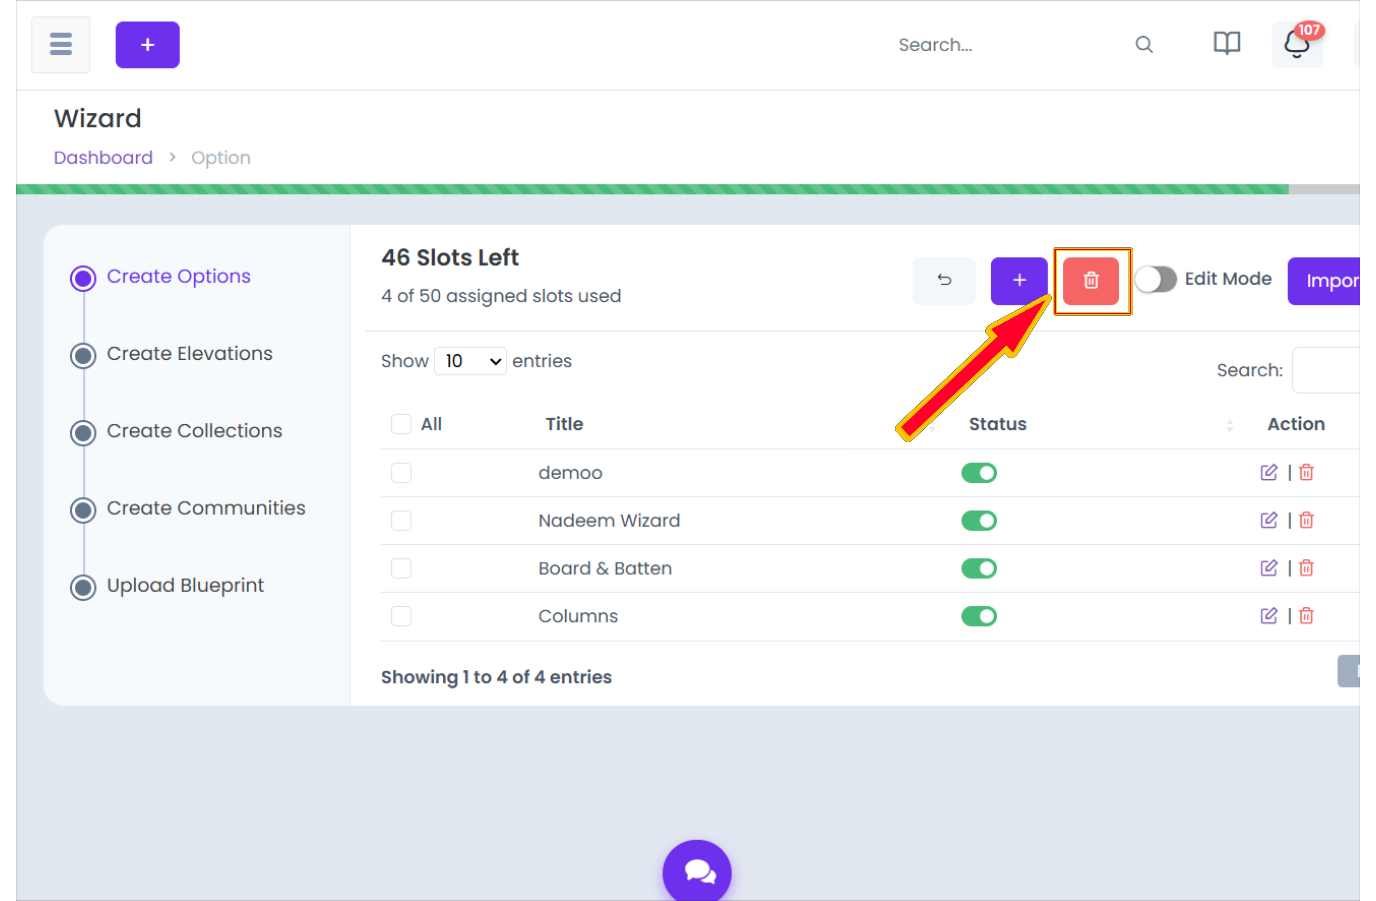 +
Search...
107
Wizard
Dashboard > Option
46 Slots Left
4 of 50 assigned slots used
+
Edit Mode
Impor
Create Options
Create Elevations
Create Collections
Create Communities
Upload Blueprint
Show 10 entries
Search:
All Title Status Action
demoo |
Nadeem Wizard |
Board & Batten |
Columns |
Showing 1 to 4 of 4 entries